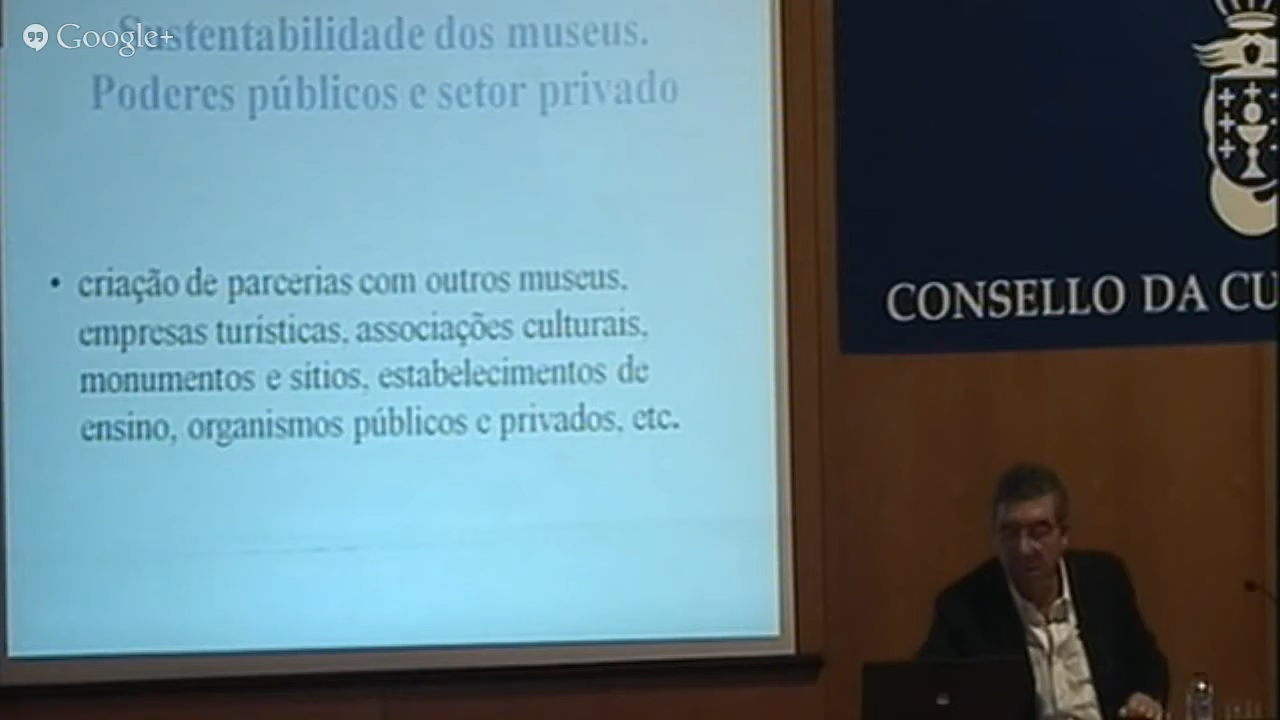 Google+
Sustentabilidade dos museus.
Poderes públicos e setor privado
• criação de parcerias com outros museus,
empresas turísticas, associações culturais,
monumentos e sítios, estabelecimentos de
ensino, organismos públicos e privados, etc.
CONSELLO DA CU